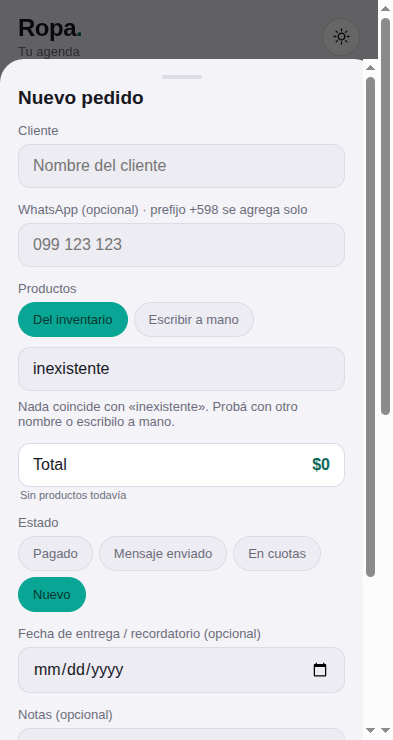 Ropa.
Tu agenda
Nuevo pedido
Cliente
Nombre del cliente
WhatsApp (opcional) · prefijo +598 se agrega solo
099 123 123
Productos
Del inventario
Escribir a mano
inexistente
Nada coincide con «inexistente». Probá con otro
nombre o escribilo a mano.
Total $0
Sin productos todavía
Estado
Pagado
Mensaje enviado
En cuotas
Nuevo
Fecha de entrega / recordatorio (opcional)
mm/dd/yyyy
Notas (opcional)